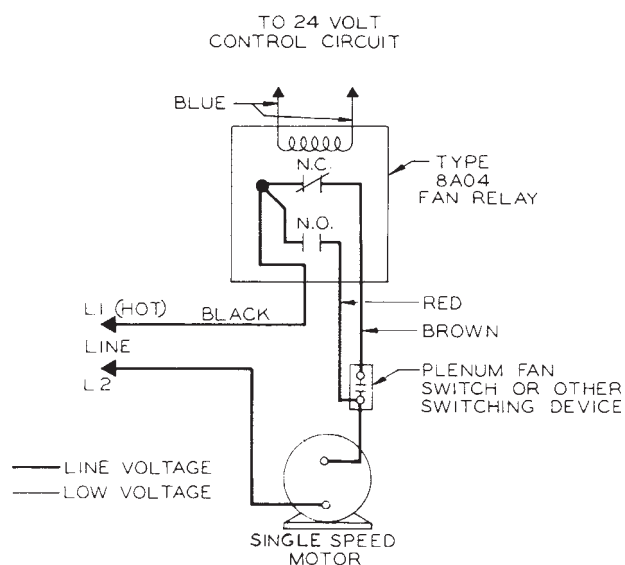 TO 24 VOLT
CONTROL CIRCUIT
BLUE
N.C.
TYPE
8A04
FAN RELAY
N.O.
L1 (HOT)
BLACK
RED
BROWN
LINE
L2
PLENUM FAN
SWITCH OR OTHER
SWITCHING DEVICE
LINE VOLTAGE
LOW VOLTAGE
SINGLE SPEED
MOTOR